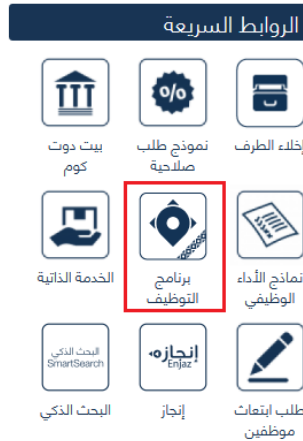 الروابط السريعة
إخلاء الطرف
نموذج طلب
صلاحية
بيت دوت
كوم
%
نماذج الأداء
الوظيفي
برنامج
التوظيف
الخدمة الذاتية
إنجازه
Enjaz
البحث الذكي
SmartSearch
طلب ابتعاث
موظفين
إنجاز
البحث الذكي